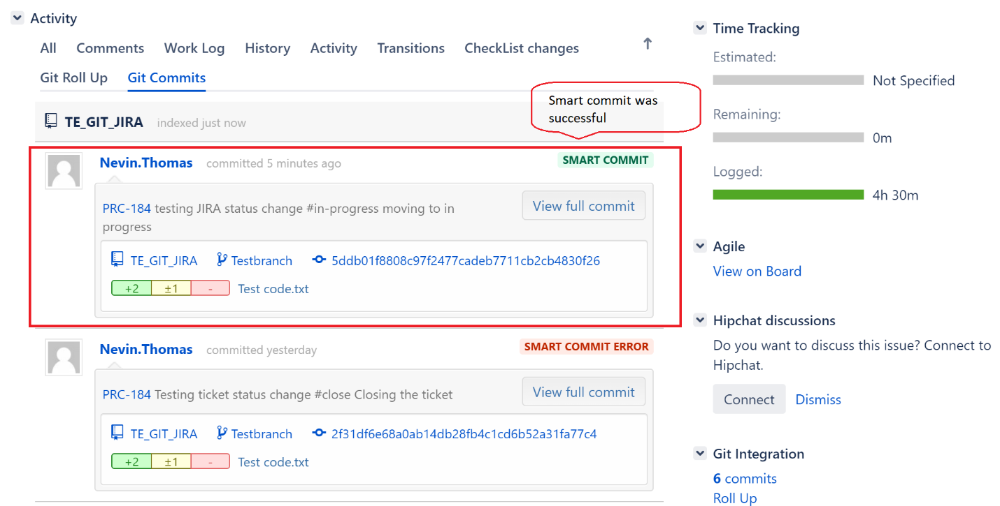 Activity
All Comments Work Log History Activity Transitions CheckList changes
Git Roll Up Git Commits
Smart commit was
successful
TE_GIT_JIRA indexed just now
Nevin.Thomas committed 5 minutes ago SMART COMMIT
PRC-184 testing JIRA status change #in-progress moving to in
progress
View full commit
TE_GIT_JIRA Testbranch 5ddb01f8808c97f2477cadeb7711cb2cb4830f26
+2 ±1 - Test code.txt
Nevin.Thomas committed yesterday SMART COMMIT ERROR
PRC-184 Testing ticket status change #close Closing the ticket
View full commit
TE_GIT_JIRA Testbranch 2f31df6e68a0ab14db28fb4c1cd6b52a31fa77c4
+2 ±1 - Test code.txt
Time Tracking
Estimated:
Not Specified
Remaining:
0m
Logged:
4h 30m
Agile
View on Board
Hipchat discussions
Do you want to discuss this issue? Connect to
Hipchat.
Connect Dismiss
Git Integration
6 commits
Roll Up